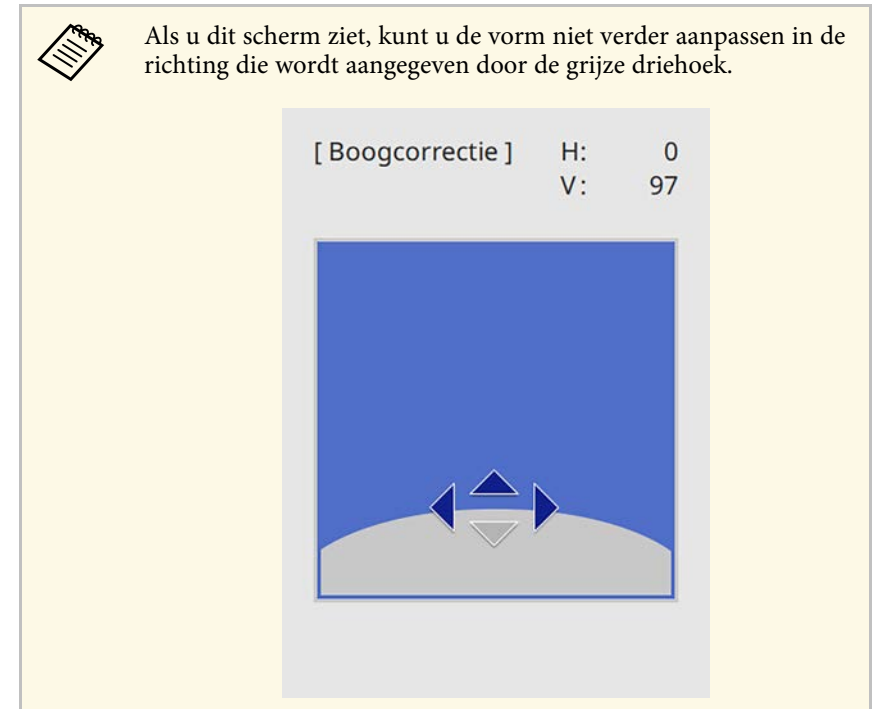 Als u dit scherm ziet, kunt u de vorm niet verder aanpassen in de
richting die wordt aangegeven door de grijze driehoek.
[ Boogcorrectie ] H: 0
V: 97